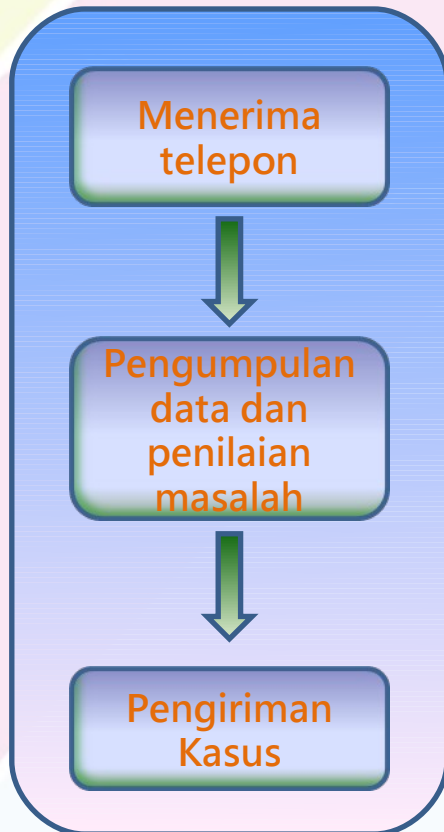 Menerima
telepon
Pengumpulan
data dan
penilaian
masalah
Pengiriman
Kasus